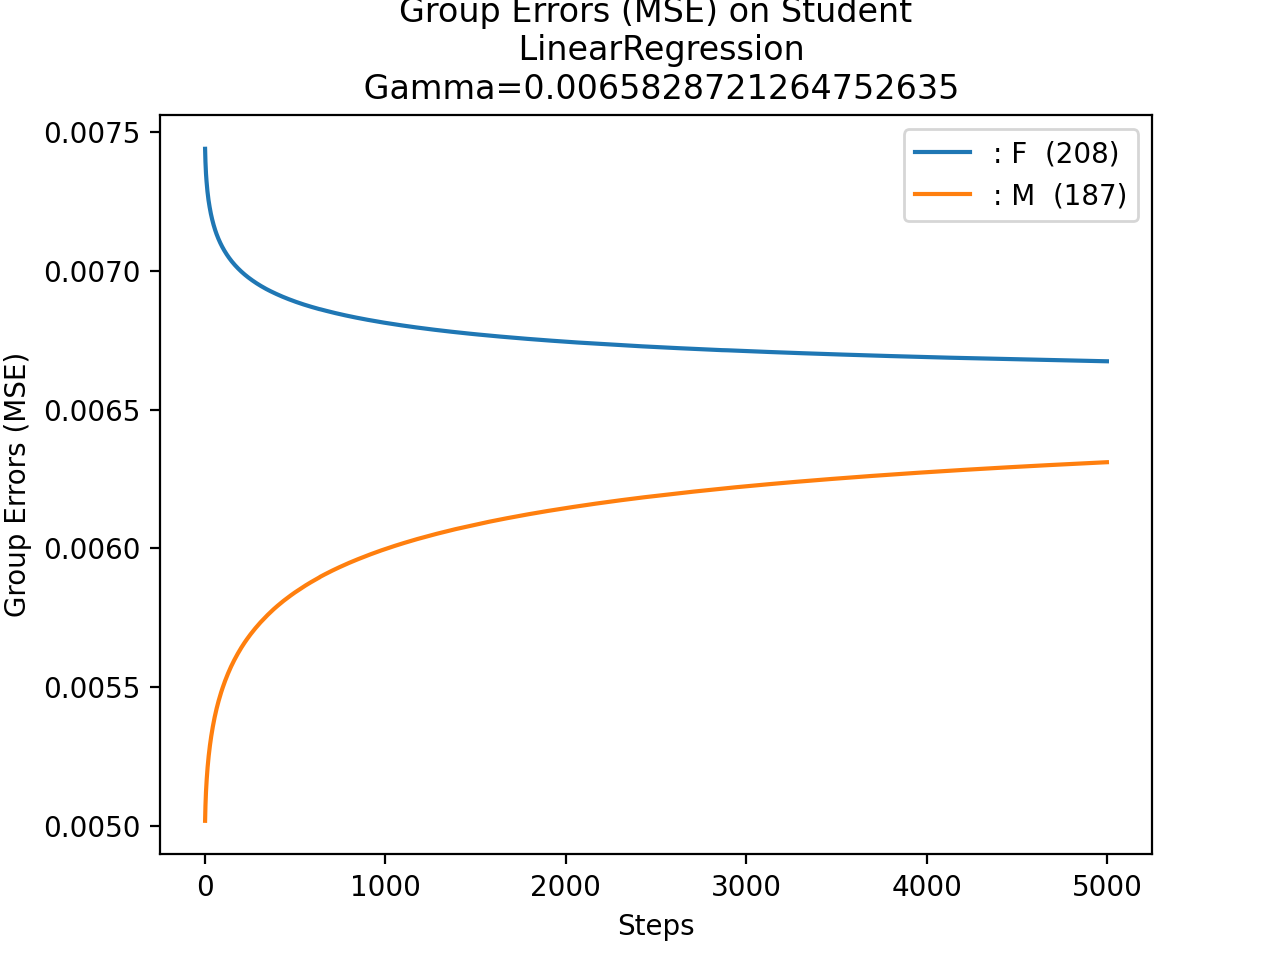 Group Errors (MSE) on Student
LinearRegression
Gamma=0.0065828721264752635
0.0075
0.0070
0.0065
0.0060
0.0055
0.0050
Group Errors (MSE)
: F (208)
: M (187)
0 1000 2000 3000 4000 5000
Steps